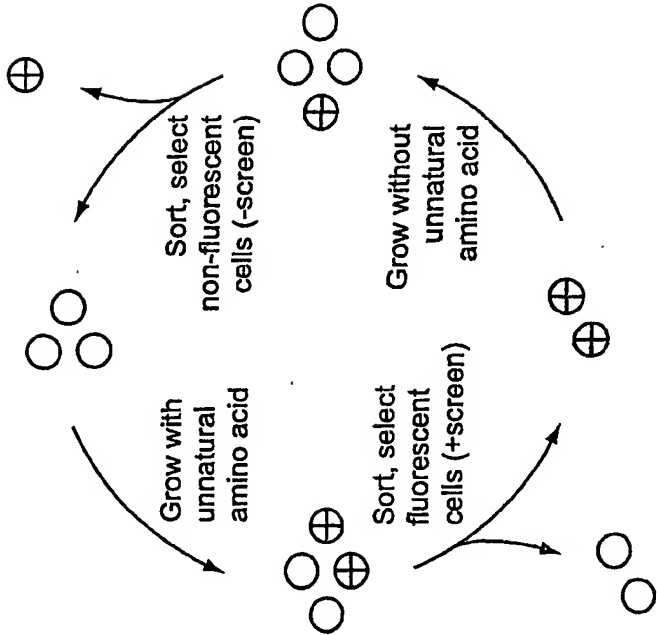 Grow with
unnatural
amino acid
Sort, select
non-fluorescent
cells (-screen)
Sort, select
fluorescent
cells (+screen)
Grow without
unnatural
amino acid